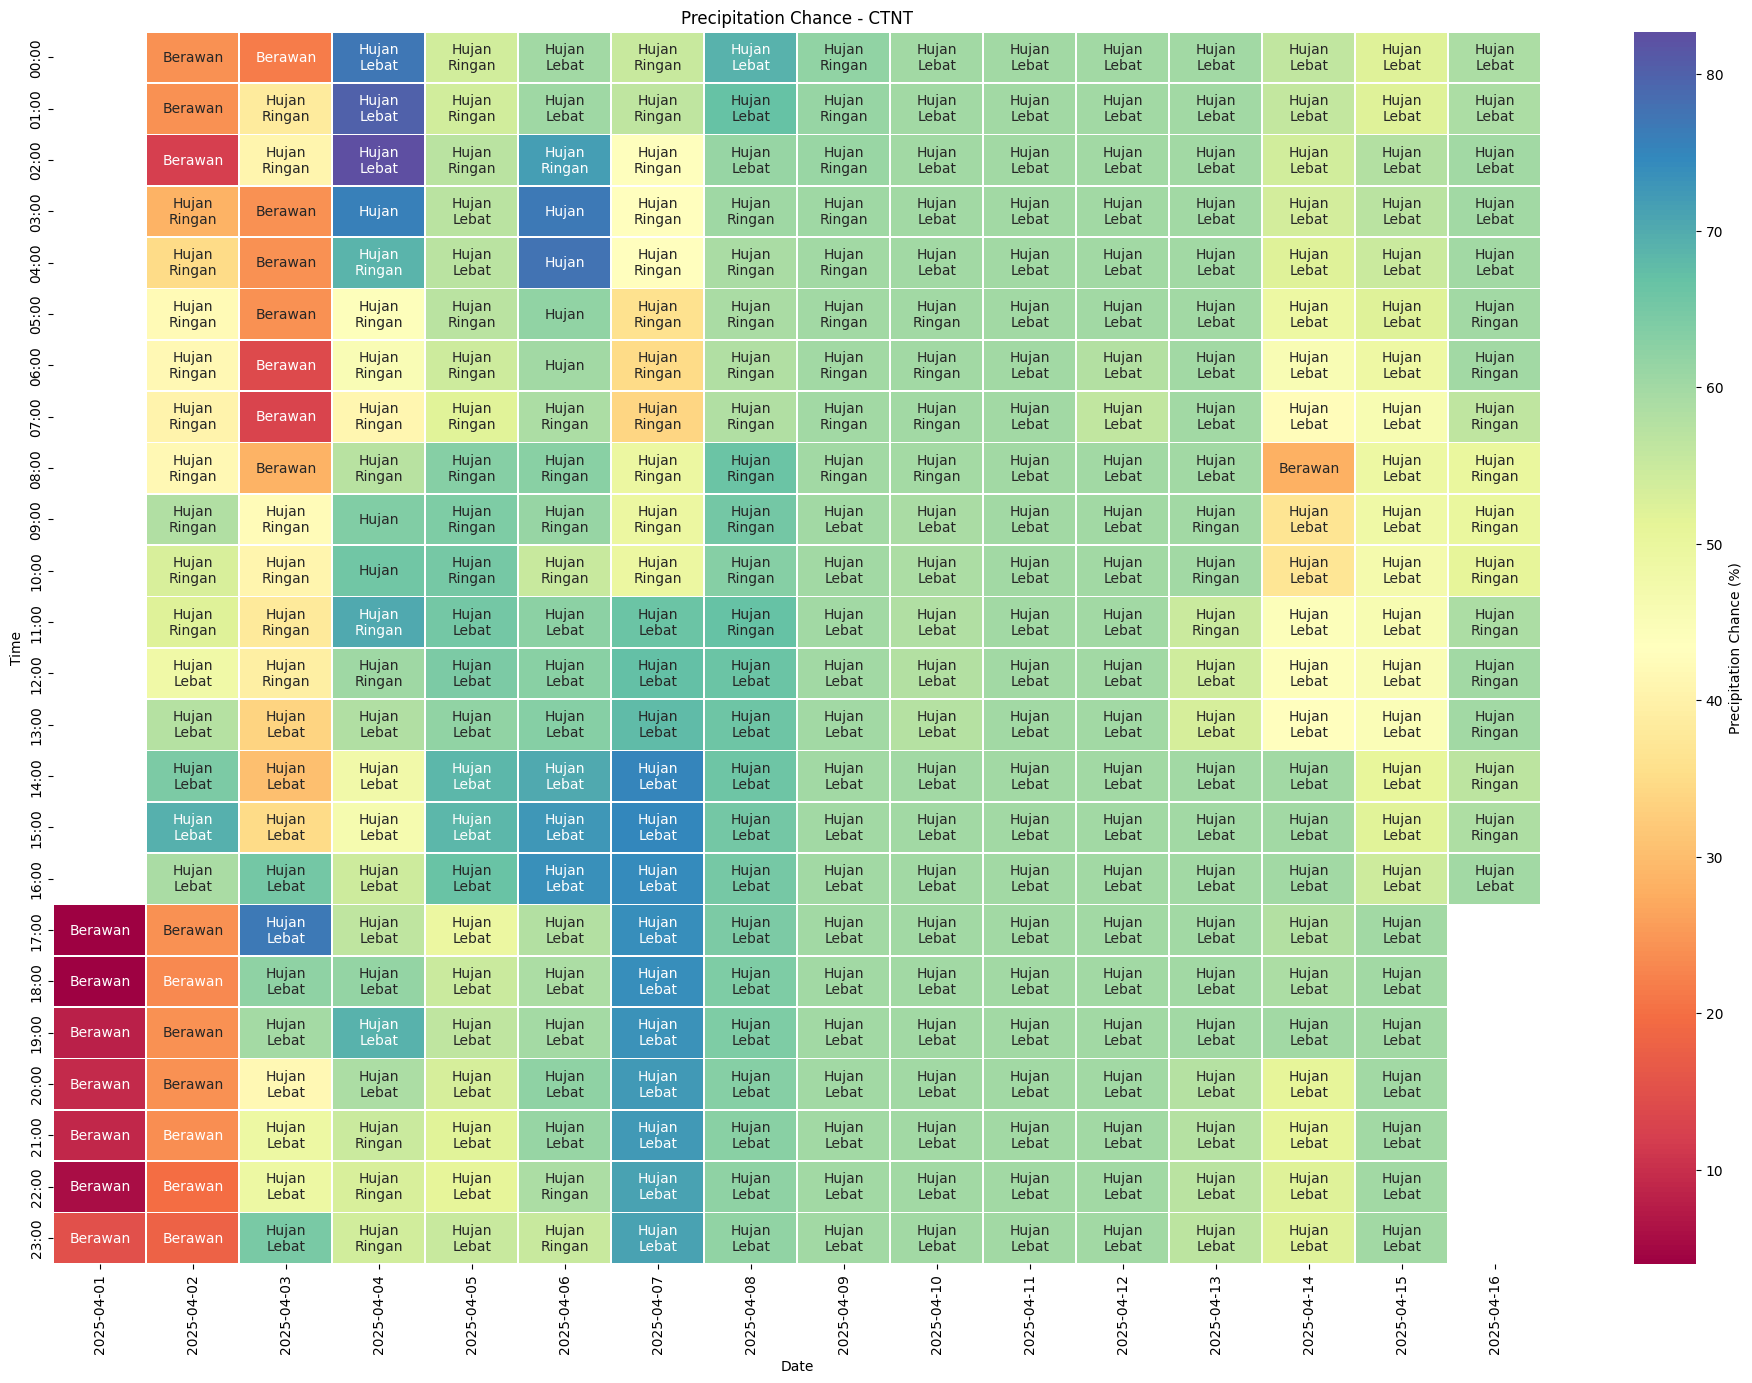 Precipitation Chance - CTNT
00:00 Berawan Berawan Hujan Lebat Hujan Ringan Hujan Lebat Hujan Ringan Hujan Lebat Hujan Ringan Hujan Lebat Hujan Lebat Hujan Lebat Hujan Lebat Hujan Lebat Hujan Lebat Hujan Lebat
01:00 Berawan Hujan Ringan Hujan Lebat Hujan Ringan Hujan Lebat Hujan Ringan Hujan Lebat Hujan Ringan Hujan Lebat Hujan Lebat Hujan Lebat Hujan Lebat Hujan Lebat Hujan Lebat Hujan Lebat
02:00 Berawan Hujan Ringan Hujan Lebat Hujan Ringan Hujan Ringan Hujan Ringan Hujan Lebat Hujan Ringan Hujan Lebat Hujan Lebat Hujan Lebat Hujan Lebat Hujan Lebat Hujan Lebat Hujan Lebat
03:00 Hujan Ringan Berawan Hujan Hujan Lebat Hujan Hujan Ringan Hujan Ringan Hujan Ringan Hujan Lebat Hujan Lebat Hujan Lebat Hujan Lebat Hujan Lebat Hujan Lebat Hujan Lebat
04:00 Hujan Ringan Berawan Hujan Ringan Hujan Lebat Hujan Hujan Ringan Hujan Ringan Hujan Ringan Hujan Lebat Hujan Lebat Hujan Lebat Hujan Lebat Hujan Lebat Hujan Lebat Hujan Lebat
05:00 Hujan Ringan Berawan Hujan Ringan Hujan Ringan Hujan Hujan Ringan Hujan Ringan Hujan Ringan Hujan Ringan Hujan Lebat Hujan Lebat Hujan Lebat Hujan Lebat Hujan Lebat Hujan Ringan
06:00 Hujan Ringan Berawan Hujan Ringan Hujan Ringan Hujan Hujan Ringan Hujan Ringan Hujan Ringan Hujan Ringan Hujan Lebat Hujan Lebat Hujan Lebat Hujan Lebat Hujan Lebat Hujan Ringan
07:00 Hujan Ringan Berawan Hujan Ringan Hujan Ringan Hujan Ringan Hujan Ringan Hujan Ringan Hujan Ringan Hujan Ringan Hujan Lebat Hujan Lebat Hujan Lebat Hujan Lebat Hujan Lebat Hujan Ringan
08:00 Hujan Ringan Berawan Hujan Ringan Hujan Ringan Hujan Ringan Hujan Ringan Hujan Ringan Hujan Ringan Hujan Ringan Hujan Lebat Hujan Lebat Hujan Lebat Berawan Hujan Lebat Hujan Ringan
09:00 Hujan Ringan Hujan Ringan Hujan Hujan Ringan Hujan Ringan Hujan Ringan Hujan Ringan Hujan Lebat Hujan Lebat Hujan Lebat Hujan Lebat Hujan Ringan Hujan Lebat Hujan Lebat Hujan Ringan
10:00 Hujan Ringan Hujan Ringan Hujan Hujan Ringan Hujan Ringan Hujan Ringan Hujan Ringan Hujan Lebat Hujan Lebat Hujan Lebat Hujan Lebat Hujan Ringan Hujan Lebat Hujan Lebat Hujan Ringan
11:00 Hujan Ringan Hujan Ringan Hujan Ringan Hujan Lebat Hujan Lebat Hujan Lebat Hujan Ringan Hujan Lebat Hujan Lebat Hujan Lebat Hujan Lebat Hujan Ringan Hujan Lebat Hujan Lebat Hujan Ringan
12:00 Hujan Lebat Hujan Ringan Hujan Ringan Hujan Lebat Hujan Lebat Hujan Lebat Hujan Lebat Hujan Lebat Hujan Lebat Hujan Lebat Hujan Lebat Hujan Lebat Hujan Lebat Hujan Lebat Hujan Ringan
13:00 Hujan Lebat Hujan Lebat Hujan Lebat Hujan Lebat Hujan Lebat Hujan Lebat Hujan Lebat Hujan Lebat Hujan Lebat Hujan Lebat Hujan Lebat Hujan Lebat Hujan Lebat Hujan Lebat Hujan Ringan
14:00 Hujan Lebat Hujan Lebat Hujan Lebat Hujan Lebat Hujan Lebat Hujan Lebat Hujan Lebat Hujan Lebat Hujan Lebat Hujan Lebat Hujan Lebat Hujan Lebat Hujan Lebat Hujan Lebat Hujan Ringan
15:00 Hujan Lebat Hujan Lebat Hujan Lebat Hujan Lebat Hujan Lebat Hujan Lebat Hujan Lebat Hujan Lebat Hujan Lebat Hujan Lebat Hujan Lebat Hujan Lebat Hujan Lebat Hujan Lebat Hujan Ringan
16:00 Hujan Lebat Hujan Lebat Hujan Lebat Hujan Lebat Hujan Lebat Hujan Lebat Hujan Lebat Hujan Lebat Hujan Lebat Hujan Lebat Hujan Lebat Hujan Lebat Hujan Lebat Hujan Lebat Hujan Lebat
17:00 Berawan Berawan Hujan Lebat Hujan Lebat Hujan Lebat Hujan Lebat Hujan Lebat Hujan Lebat Hujan Lebat Hujan Lebat Hujan Lebat Hujan Lebat Hujan Lebat Hujan Lebat Hujan Lebat
18:00 Berawan Berawan Hujan Lebat Hujan Lebat Hujan Lebat Hujan Lebat Hujan Lebat Hujan Lebat Hujan Lebat Hujan Lebat Hujan Lebat Hujan Lebat Hujan Lebat Hujan Lebat Hujan Lebat
19:00 Berawan Berawan Hujan Lebat Hujan Lebat Hujan Lebat Hujan Lebat Hujan Lebat Hujan Lebat Hujan Lebat Hujan Lebat Hujan Lebat Hujan Lebat Hujan Lebat Hujan Lebat Hujan Lebat
20:00 Berawan Berawan Hujan Lebat Hujan Lebat Hujan Lebat Hujan Lebat Hujan Lebat Hujan Lebat Hujan Lebat Hujan Lebat Hujan Lebat Hujan Lebat Hujan Lebat Hujan Lebat Hujan Lebat
21:00 Berawan Berawan Hujan Lebat Hujan Ringan Hujan Lebat Hujan Lebat Hujan Lebat Hujan Lebat Hujan Lebat Hujan Lebat Hujan Lebat Hujan Lebat Hujan Lebat Hujan Lebat Hujan Lebat
22:00 Berawan Berawan Hujan Lebat Hujan Ringan Hujan Lebat Hujan Ringan Hujan Lebat Hujan Lebat Hujan Lebat Hujan Lebat Hujan Lebat Hujan Lebat Hujan Lebat Hujan Lebat Hujan Lebat
23:00 Berawan Berawan Hujan Lebat Hujan Ringan Hujan Lebat Hujan Ringan Hujan Lebat Hujan Lebat Hujan Lebat Hujan Lebat Hujan Lebat Hujan Lebat Hujan Lebat Hujan Lebat Hujan Lebat
Time
2025-04-01 2025-04-02 2025-04-03 2025-04-04 2025-04-05 2025-04-06 2025-04-07 2025-04-08 2025-04-09 2025-04-10 2025-04-11 2025-04-12 2025-04-13 2025-04-14 2025-04-15 2025-04-16
Date
80
70
60
50
40
30
20
10
Precipitation Chance (%)